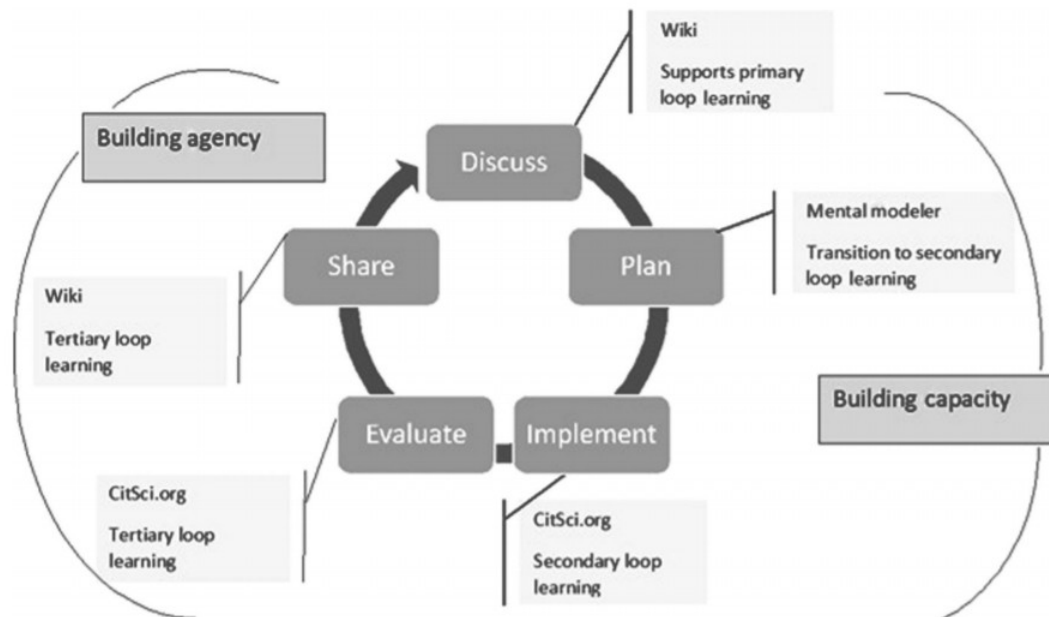 Wiki
Supports primary
loop learning
Building agency
Discuss
Mental modeler
Transition to secondary
loop learning
Share
Plan
Wiki
Tertiary loop
learning
Building capacity
Evaluate
Implement
CitSci.org
Tertiary loop
learning
CitSci.org
Secondary loop
learning